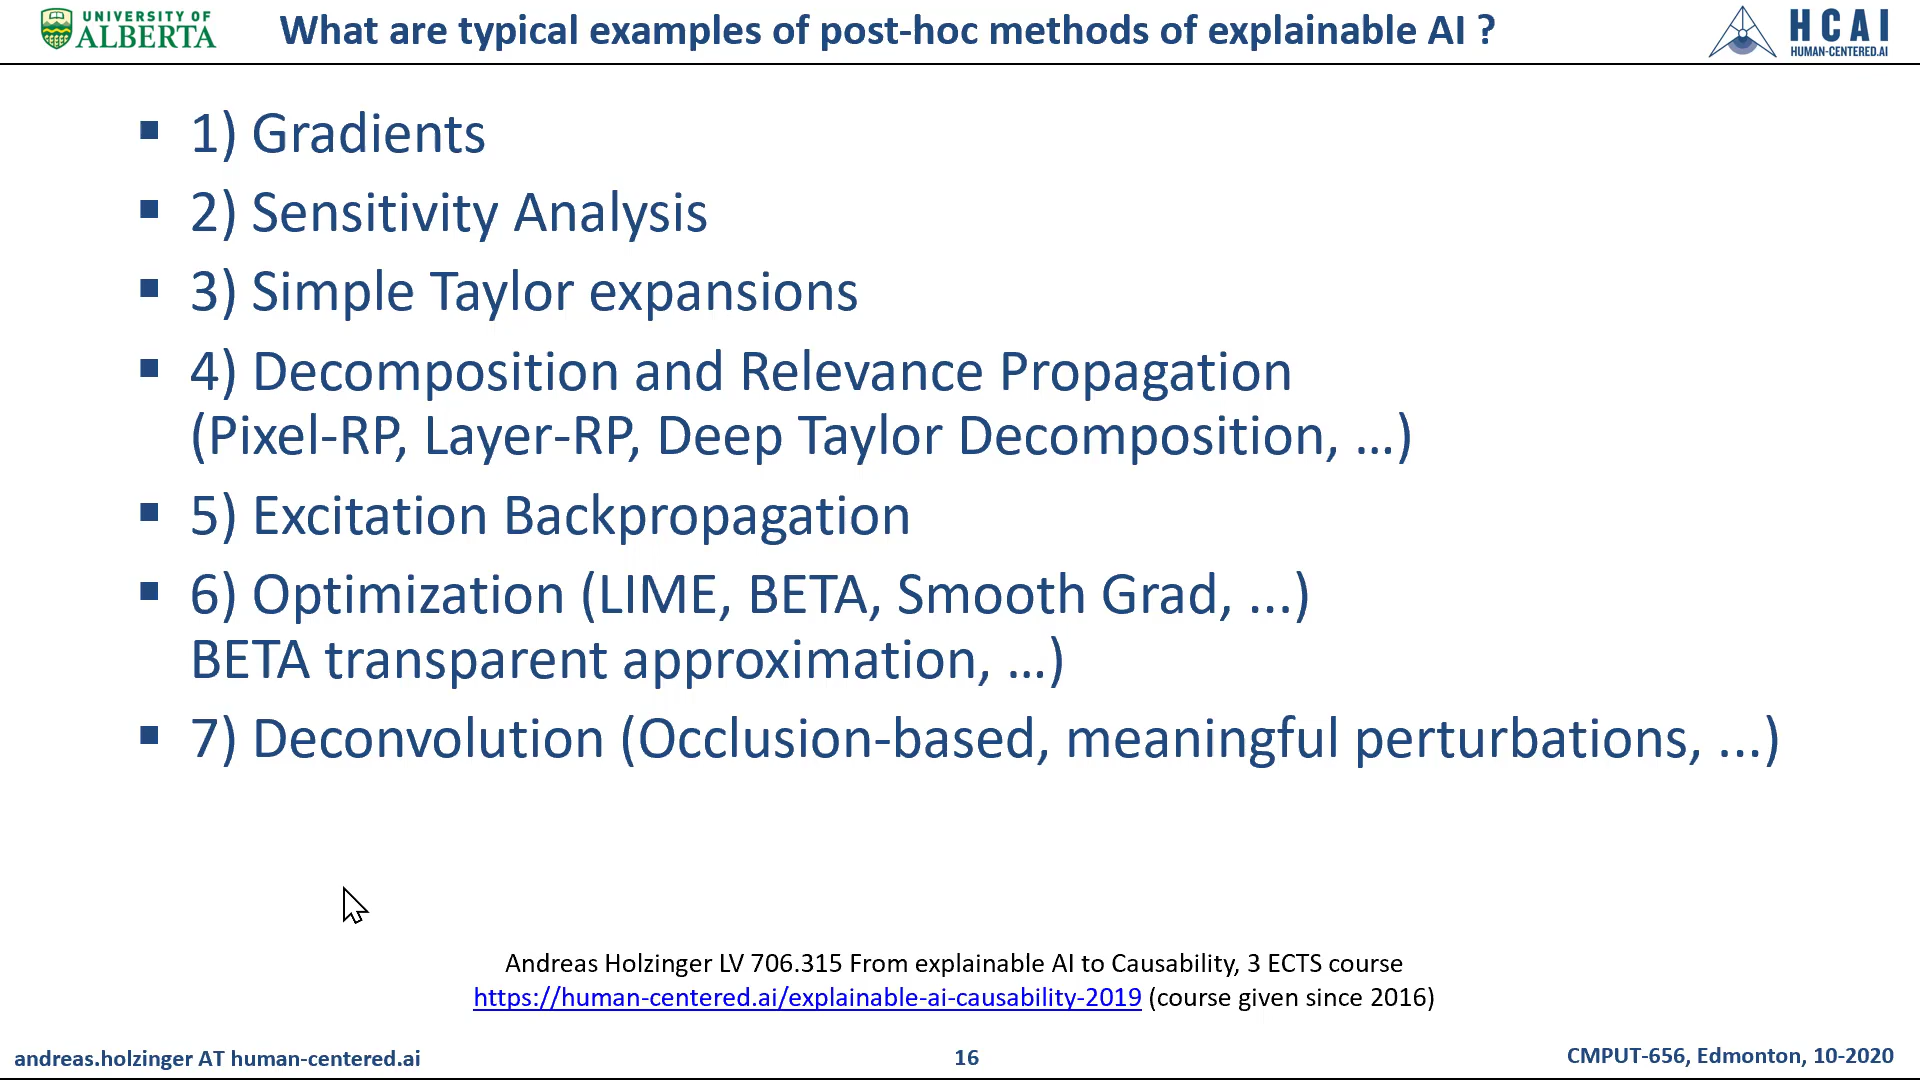 UNIVERSITY OF
ALBERTA
What are typical examples of post-hoc methods of explainable AI ?
HCAI
HUMAN-CENTERED.AI
1) Gradients
2) Sensitivity Analysis
3) Simple Taylor expansions
4) Decomposition and Relevance Propagation
(Pixel-RP, Layer-RP, Deep Taylor Decomposition, ...)
5) Excitation Backpropagation
6) Optimization (LIME, BETA, Smooth Grad, ...)
BETA transparent approximation, ...)
7) Deconvolution (Occlusion-based, meaningful perturbations, ...)
Andreas Holzinger LV 706.315 From explainable AI to Causability, 3 ECTS course
https://human-centered.ai/explainable-ai-causability-2019 (course given since 2016)
andreas.holzinger AT human-centered.ai
16
CMPUT-656, Edmonton, 10-2020